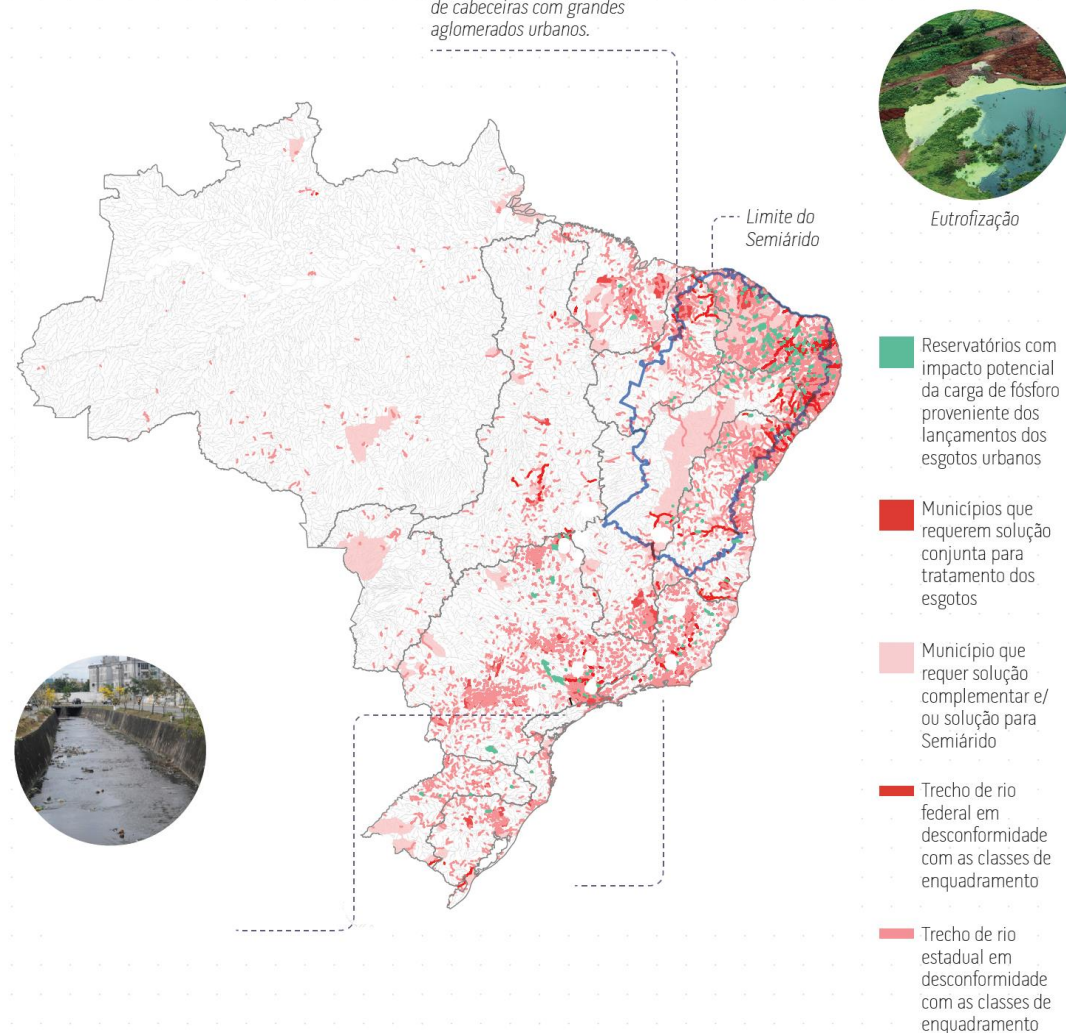 de cabeceiras com grandes
aglomerados urbanos.
Limite do
Semiárido
Eutrofização
Reservatórios com
impacto potencial
da carga de fósforo
proveniente dos
lançamentos dos
esgotos urbanos
Municípios que
requerem solução
conjunta para
tratamento dos
esgotos
Município que
requer solução
complementar e/
ou solução para
Semiárido
Trecho de rio
federal em
desconformidade
com as classes de
enquadramento
Trecho de rio
estadual em
desconformidade
com as classes de
enquadramento